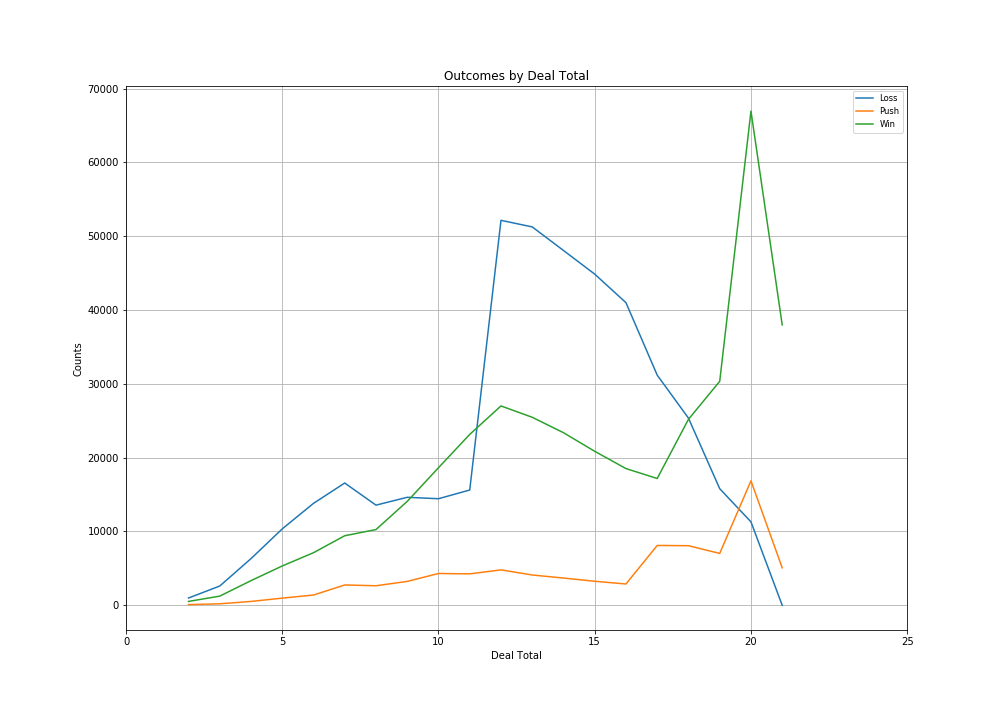 Outcomes by Deal Total
70000
60000
50000
40000
30000
20000
10000
0
Counts
0 5 10 15 20 25
Deal Total
Loss
Push
Win